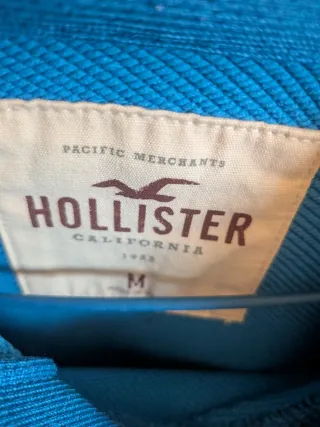 PACIFIC MERCHANTS
HOLLISTER
CALIFORNIA
1922
M